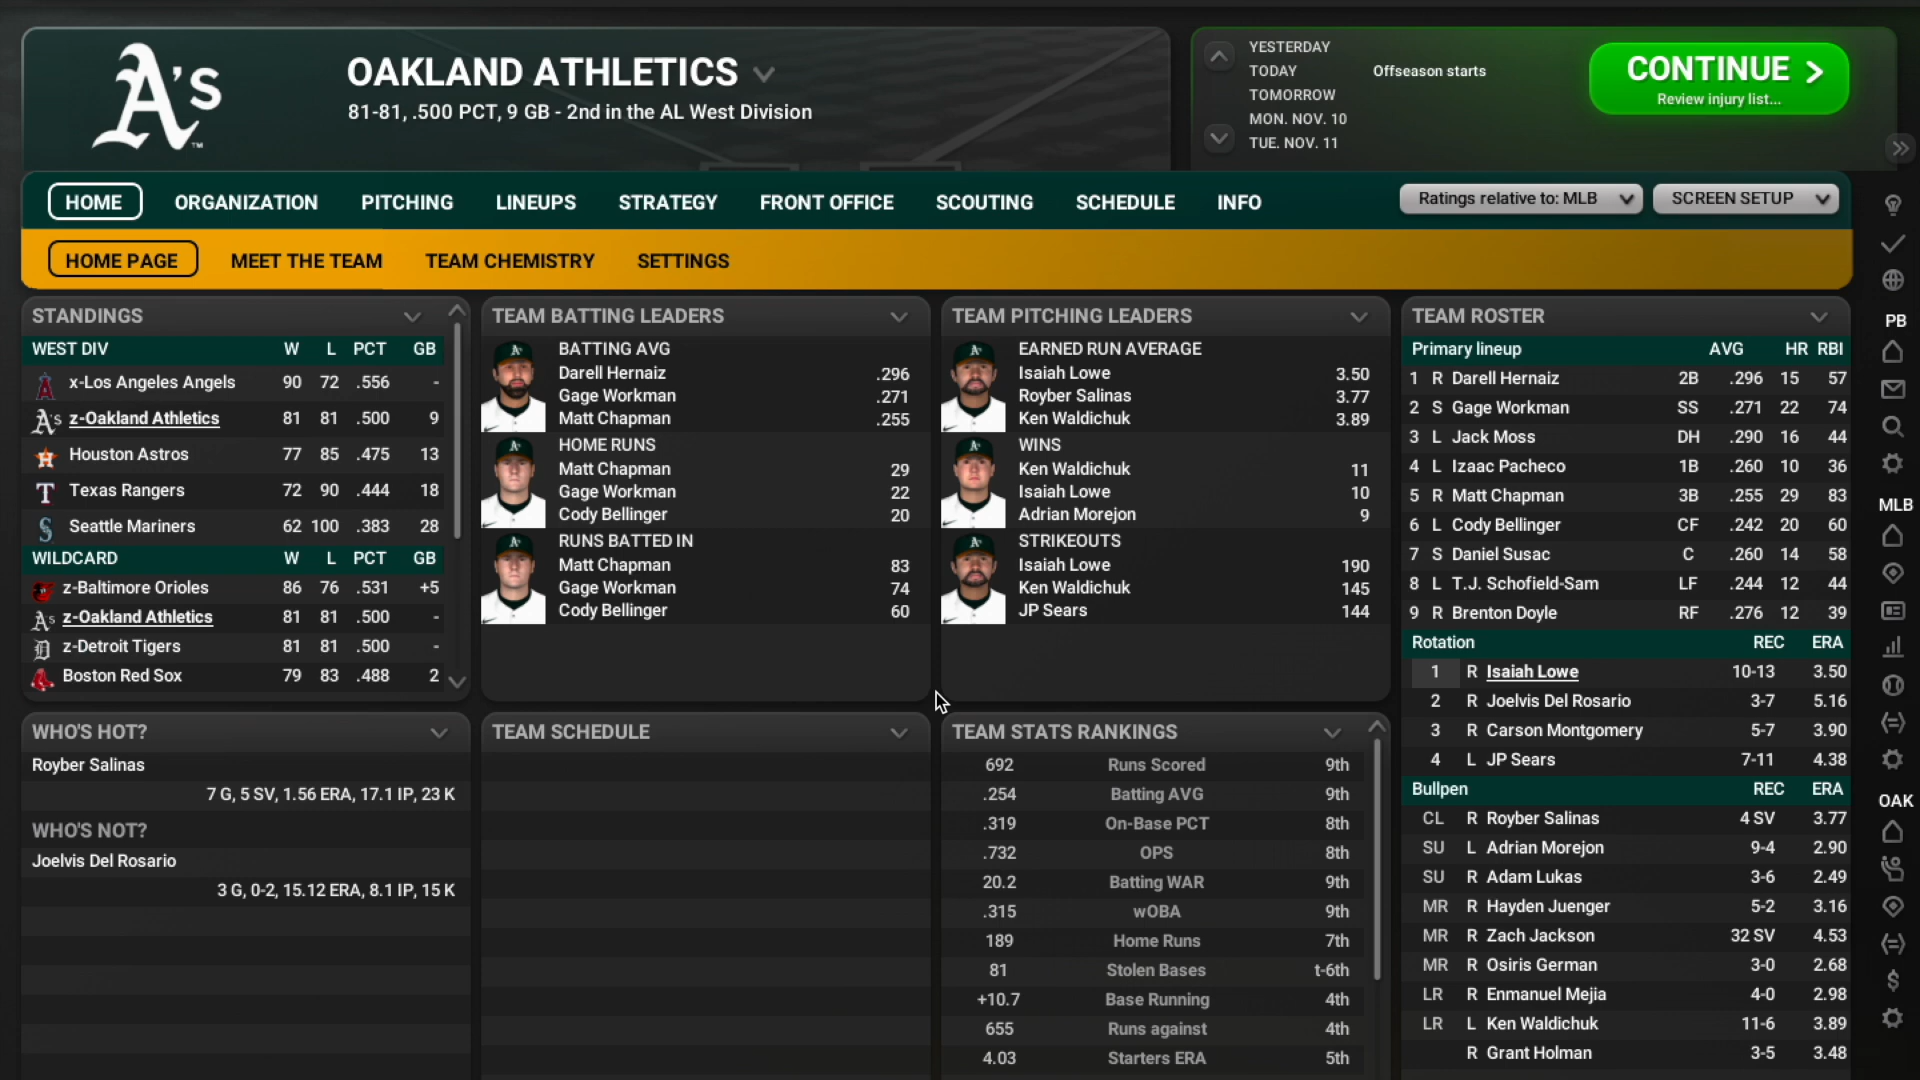 A's
TM
OAKLAND ATHLETICS
81-81, .500 PCT, 9 GB - 2nd in the AL West Division
YESTERDAY
TODAY Offseason starts
TOMORROW
MON. NOV. 10
TUE. NOV. 11
CONTINUE
Review injury list...
HOME ORGANIZATION PITCHING LINEUPS STRATEGY FRONT OFFICE SCOUTING SCHEDULE INFO
Ratings relative to: MLB SCREEN SETUP
HOME PAGE MEET THE TEAM TEAM CHEMISTRY SETTINGS
STANDINGS
WEST DIV W L PCT GB
x-Los Angeles Angels 90 72 .556 -
z-Oakland Athletics 81 81 .500 9
Houston Astros 77 85 .475 13
Texas Rangers 72 90 .444 18
Seattle Mariners 62 100 .383 28
WILDCARD W L PCT GB
z-Baltimore Orioles 86 76 .531 +5
z-Oakland Athletics 81 81 .500 -
z-Detroit Tigers 81 81 .500 -
Boston Red Sox 79 83 .488 2
TEAM BATTING LEADERS
BATTING AVG
Darell Hernaiz .296
Gage Workman .271
Matt Chapman .255
HOME RUNS
Matt Chapman 29
Gage Workman 22
Cody Bellinger 20
RUNS BATTED IN
Matt Chapman 83
Gage Workman 74
Cody Bellinger 60
TEAM PITCHING LEADERS
EARNED RUN AVERAGE
Isaiah Lowe 3.50
Royber Salinas 3.77
Ken Waldichuk 3.89
WINS
Ken Waldichuk 11
Isaiah Lowe 10
Adrian Morejon 9
STRIKEOUTS
Isaiah Lowe 190
Ken Waldichuk 145
JP Sears 144
TEAM ROSTER
Primary lineup AVG HR RBI
1 R Darell Hernaiz 2B .296 15 57
2 S Gage Workman SS .271 22 74
3 L Jack Moss DH .290 16 44
4 L Izaac Pacheco 1B .260 10 36
5 R Matt Chapman 3B .255 29 83
6 L Cody Bellinger CF .242 20 60
7 S Daniel Susac C .260 14 58
8 L T.J. Schofield-Sam LF .244 12 44
9 R Brenton Doyle RF .276 12 39
Rotation REC ERA
1 R Isaiah Lowe 10-13 3.50
2 R Joelvis Del Rosario 3-7 5.16
3 R Carson Montgomery 5-7 3.90
4 L JP Sears 7-11 4.38
Bullpen REC ERA
CL R Royber Salinas 4 SV 3.77
SU L Adrian Morejon 9-4 2.90
SU R Adam Lukas 3-6 2.49
MR R Hayden Juenger 5-2 3.16
MR R Zach Jackson 32 SV 4.53
MR R Osiris German 3-0 2.68
LR R Enmanuel Mejia 4-0 2.98
LR L Ken Waldichuk 11-6 3.89
R Grant Holman 3-5 3.48
WHO'S HOT?
Royber Salinas
7 G, 5 SV, 1.56 ERA, 17.1 IP, 23 K
WHO'S NOT?
Joelvis Del Rosario
3 G, 0-2, 15.12 ERA, 8.1 IP, 15 K
TEAM SCHEDULE
TEAM STATS RANKINGS
692 Runs Scored 9th
.254 Batting AVG 9th
.319 On-Base PCT 8th
.732 OPS 8th
20.2 Batting WAR 9th
.315 wOBA 9th
189 Home Runs 7th
81 Stolen Bases t-6th
+10.7 Base Running 4th
655 Runs against 4th
4.03 Starters ERA 5th
PB
MLB
OAK